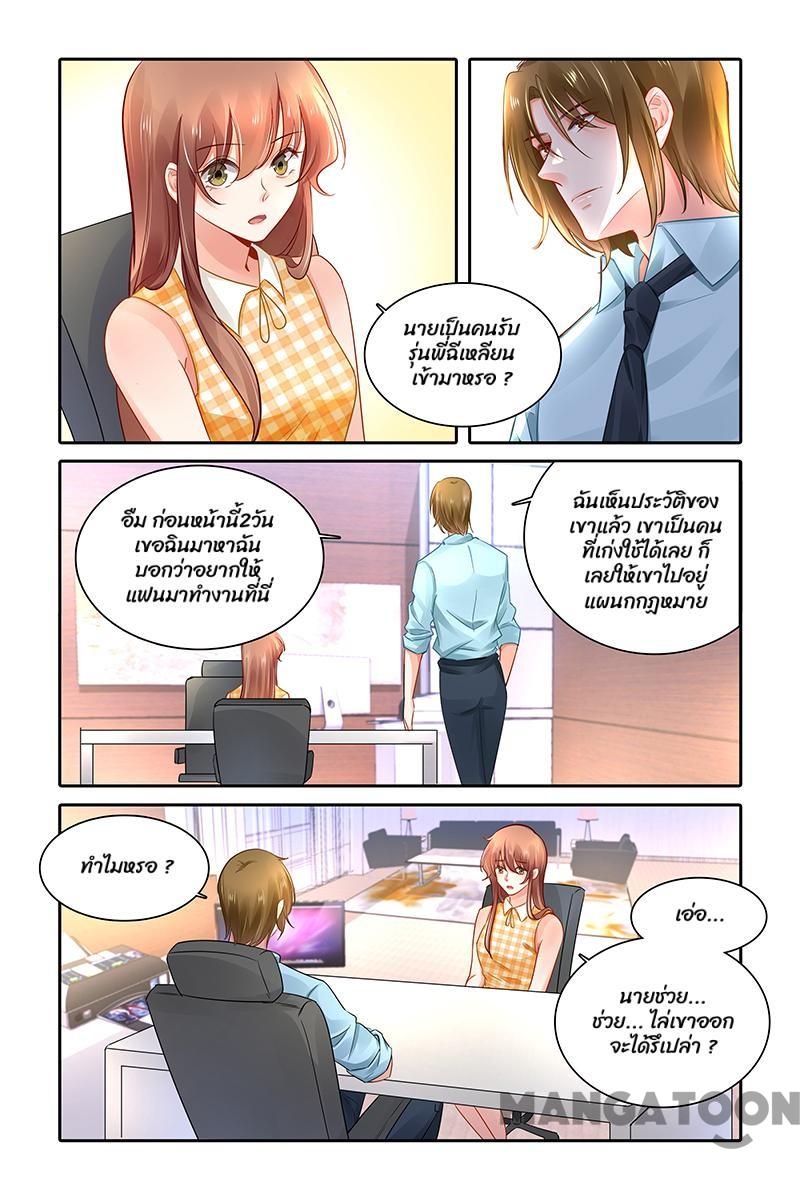 นายเป็นคนรับ
รุ่นพี่ฉีเหลียน
เข้ามาหรอ ?
อืม ก่อนหน้านี้2วัน
เขอฉินมาหาฉัน
บอกว่าอยากให้
แฟนมาทำงานที่นี่
ฉันเห็นประวัติของ
เขาแล้ว เขาเป็นคน
ที่เก่งใช้ได้เลย ก็
เลยให้เขาไปอยู่
แผนกกฎหมาย
ทำไมหรอ ?
เอ่อ...
นายช่วย...
ช่วย... ไล่เขาออก
จะได้รึเปล่า ?
MANGATOON